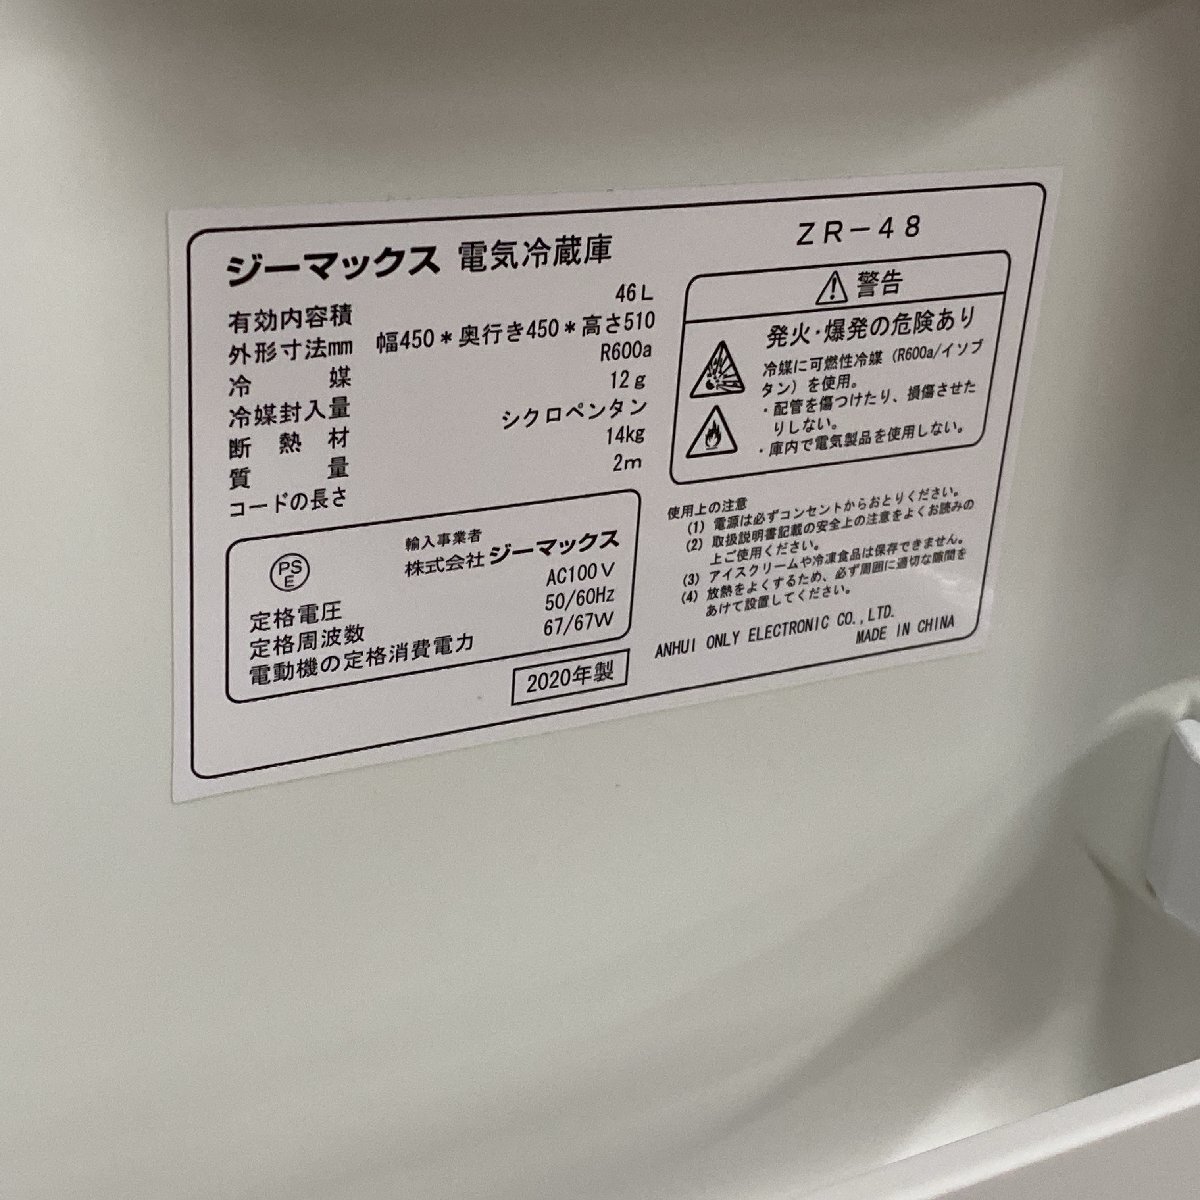 ジーマックス 電気冷蔵庫
ZR-48
有効内容積 46L
外形寸法mm 幅450*奥行き450*高さ510
冷媒 R600a
冷媒封入量 12g
断熱材 シクロペンタン
質量 14kg
コードの長さ 2m
PS
E
輸入事業者
株式会社 ジーマックス
定格電圧 AC100V
定格周波数 50/60Hz
電動機の定格消費電力 67/67W
2020年製
警告
発火・爆発の危険あり
冷媒に可燃性冷媒(R600a/イソブ
タン)を使用。
・配管を傷つけたり、損傷させた
りしない。
・庫内で電気製品を使用しない。
使用上の注意
(1) 電源は必ずコンセントからおとりください。
(2) 取扱説明書記載の安全上の注意をよくお読みの
上ご使用ください。
(3) アイスクリームや冷凍食品は保存できません。
(4) 放熱をよくするため、必ず周囲に適切な隙間を
あけて設置してください。
ANHUI ONLY ELECTRONIC CO.,LTD.
MADE IN CHINA